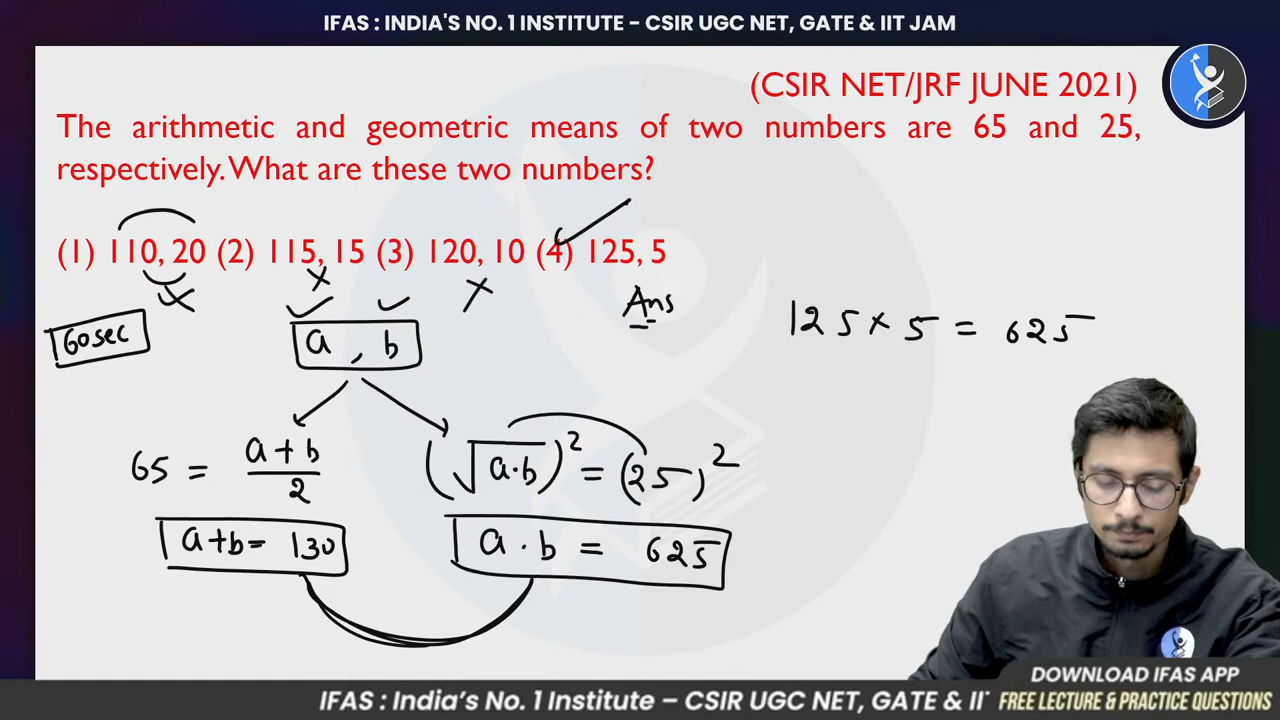 IFAS : INDIA'S NO. 1 INSTITUTE – CSIR UGC NET, GATE & IIT JAM
(CSIR NET/JRF JUNE 2021)
The arithmetic and geometric means of two numbers are 65 and 25,
respectively. What are these two numbers?
(1) 110, 20 (2) 115, 15 (3) 120, 10 (4) 125, 5
Ans
60sec
a , b
125 × 5 = 625
65 = a+b/2
(√a·b)² = (25)²
a+b= 130
a · b = 625
DOWNLOAD IFAS APP
IFAS : India's No. 1 Institute – CSIR UGC NET, GATE & II
FREE LECTURE & PRACTICE QUESTIONS